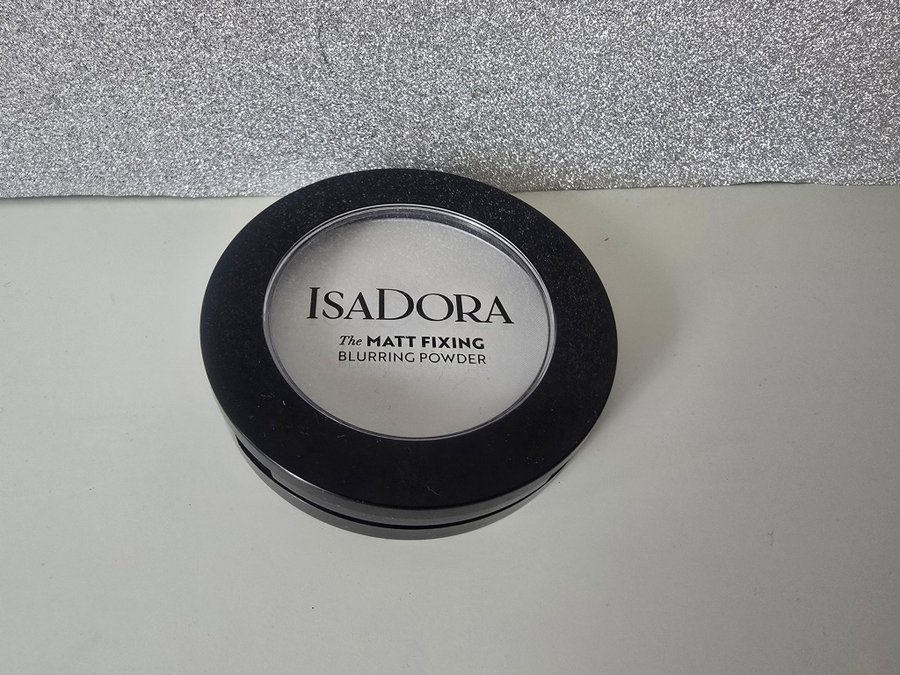 ISADORA
The MATT FIXING
BLURRING POWDER